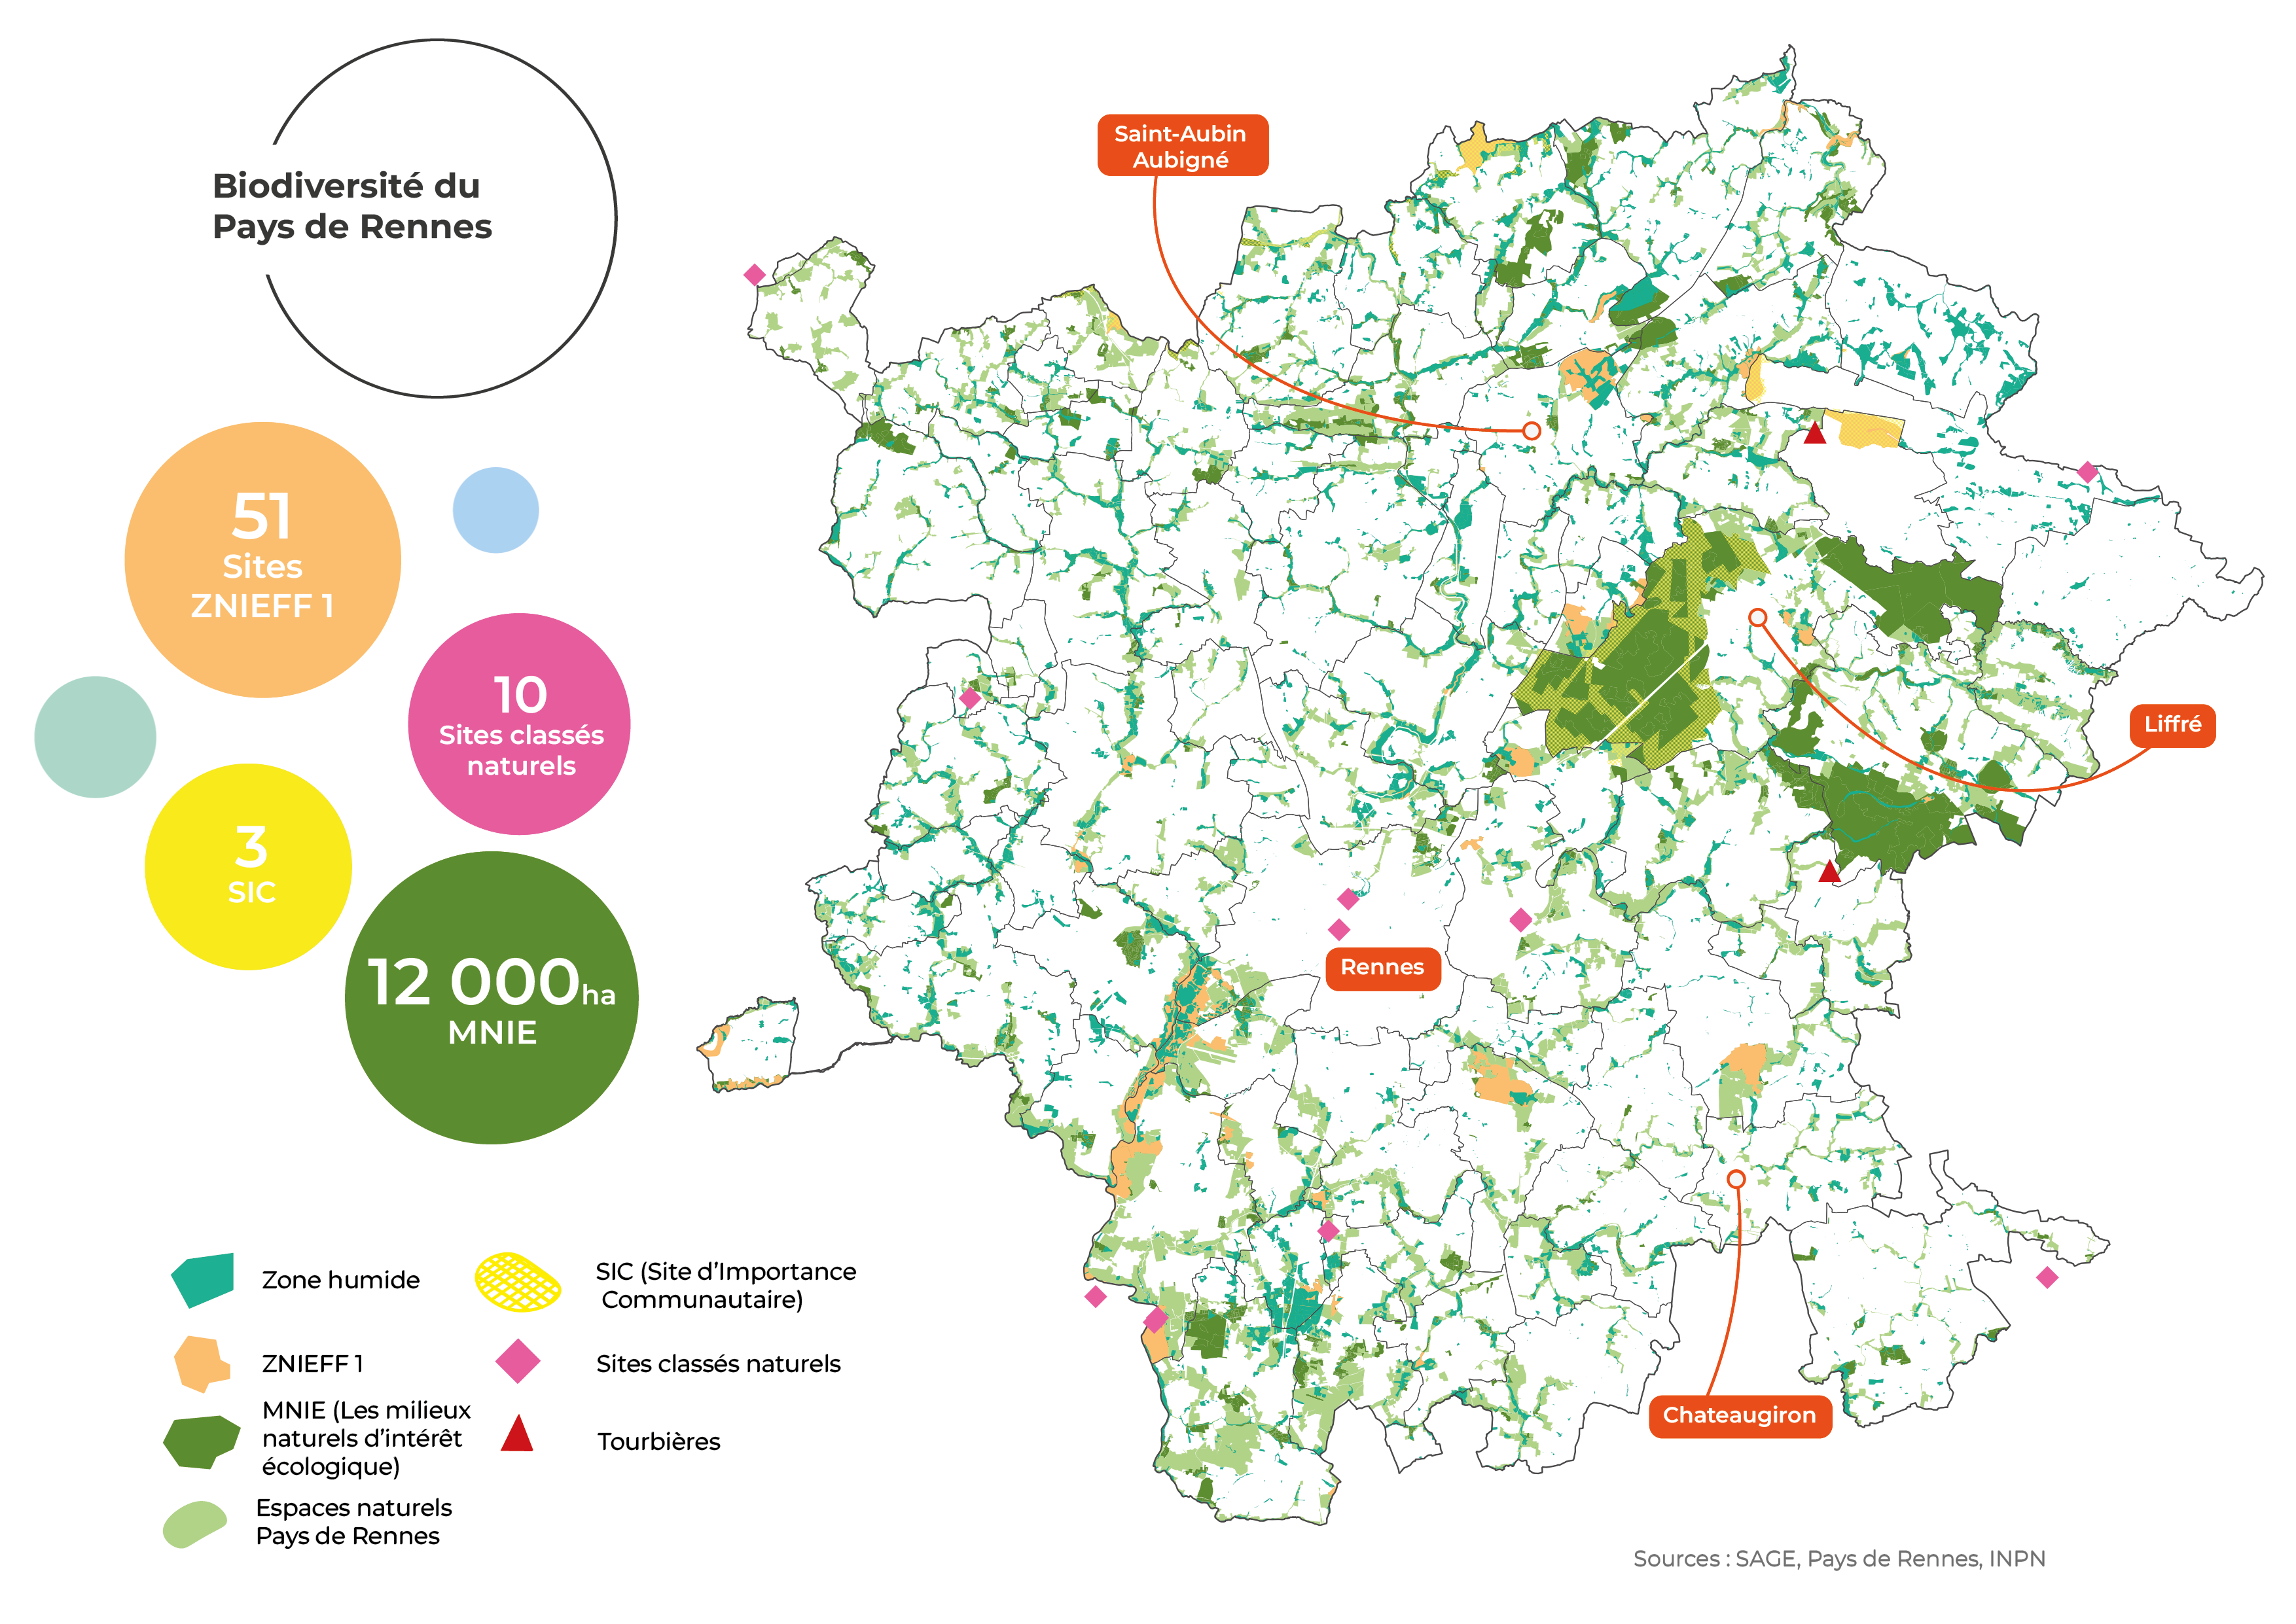 Biodiversité du
Pays de Rennes
51
Sites
ZNIEFF 1
10
Sites classés
naturels
3
SIC
12 000ha
MNIE
Saint-Aubin
Aubigné
Liffré
Rennes
Chateaugiron
Zone humide
ZNIEFF 1
MNIE (Les milieux
naturels d'intérêt
écologique)
Espaces naturels
Pays de Rennes
SIC (Site d'Importance
Communautaire)
Sites classés naturels
Tourbières
Sources : SAGE, Pays de Rennes, INPN